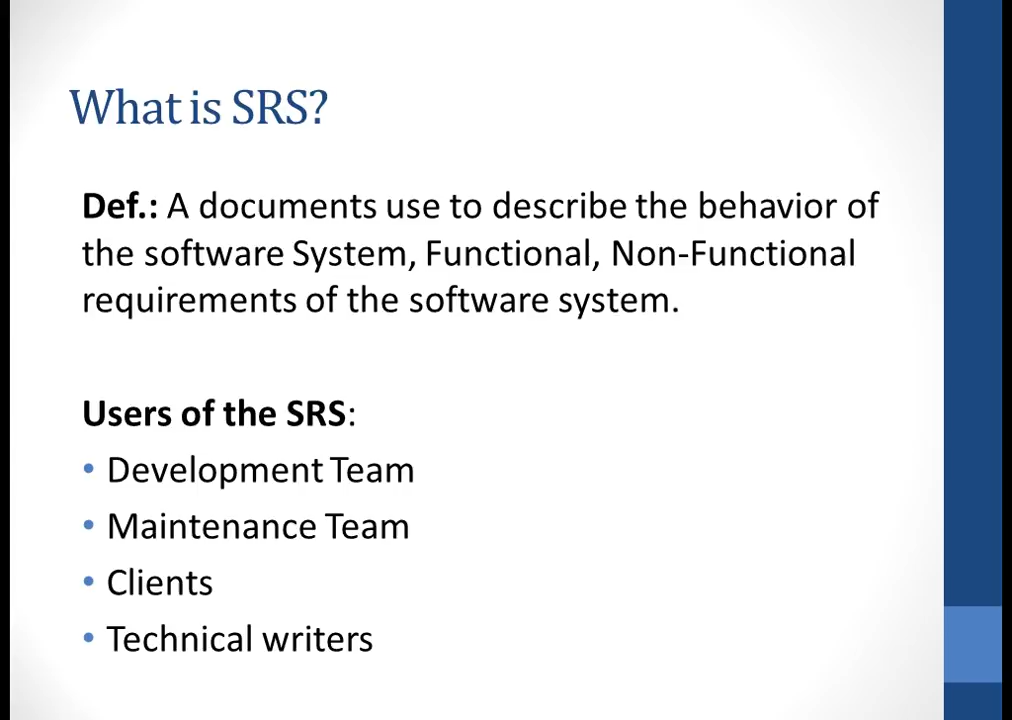 What is SRS?
Def.: A documents use to describe the behavior of
the software System, Functional, Non-Functional
requirements of the software system.
Users of the SRS:
• Development Team
• Maintenance Team
• Clients
• Technical writers